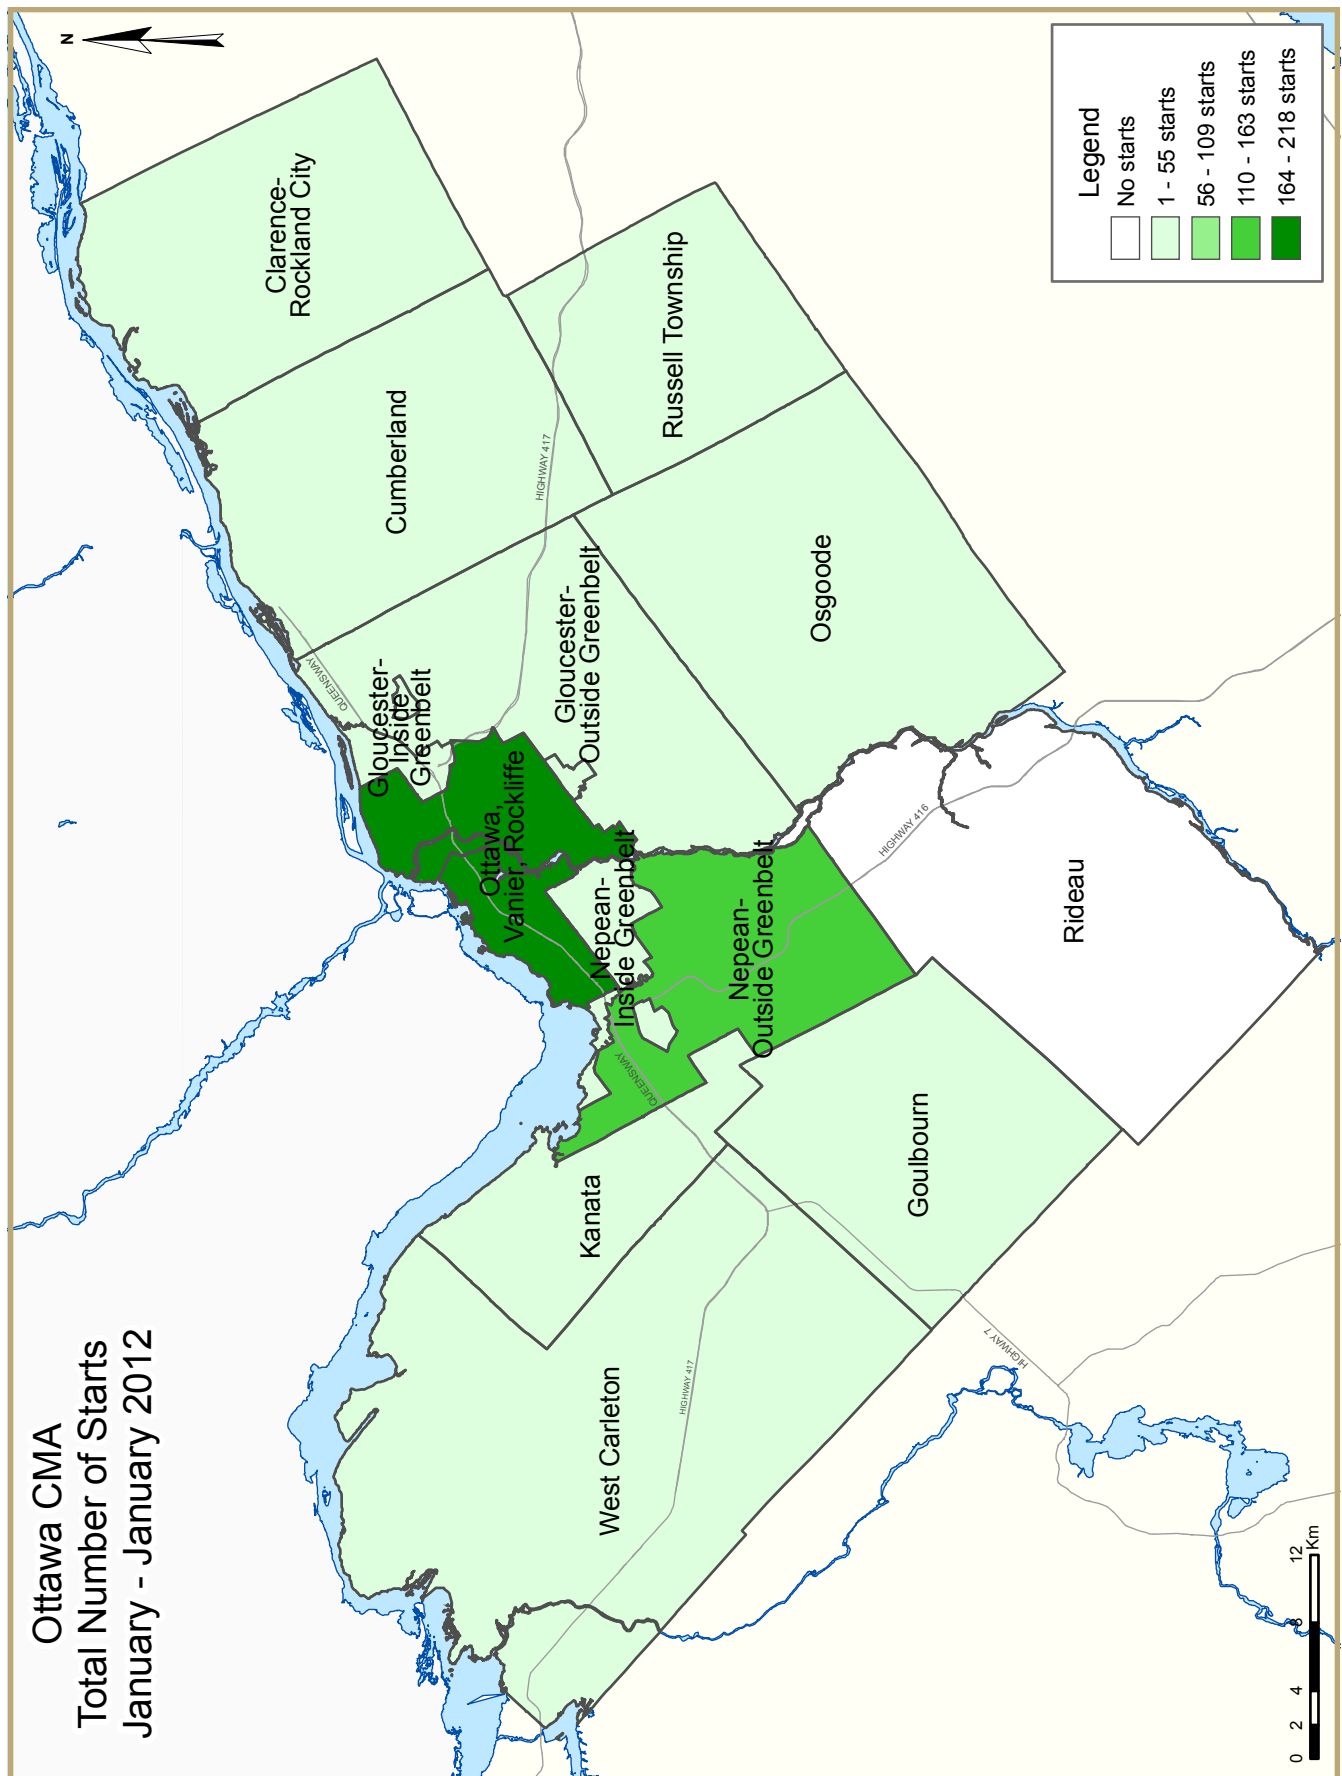 Ottawa CMA
Total Number of Starts
January - January 2012
N
Clarence-
Rockland City
Cumberland
Russell Township
HIGHWAY 417
QUEENSWAY
Gloucester-
Inside
Greenbelt
Gloucester-
Outside Greenbelt
Osgoode
Ottawa,
Vanier, Rockliffe
Nepean-
Inside Greenbelt
Nepean-
Outside Greenbelt
HIGHWAY 416
Rideau
QUEENSWAY
Kanata
Goulbourn
West Carleton
HIGHWAY 417
HIGHWAY 7
Legend
No starts
1 - 55 starts
56 - 109 starts
110 - 163 starts
164 - 218 starts
0 2 4 8 12
Km